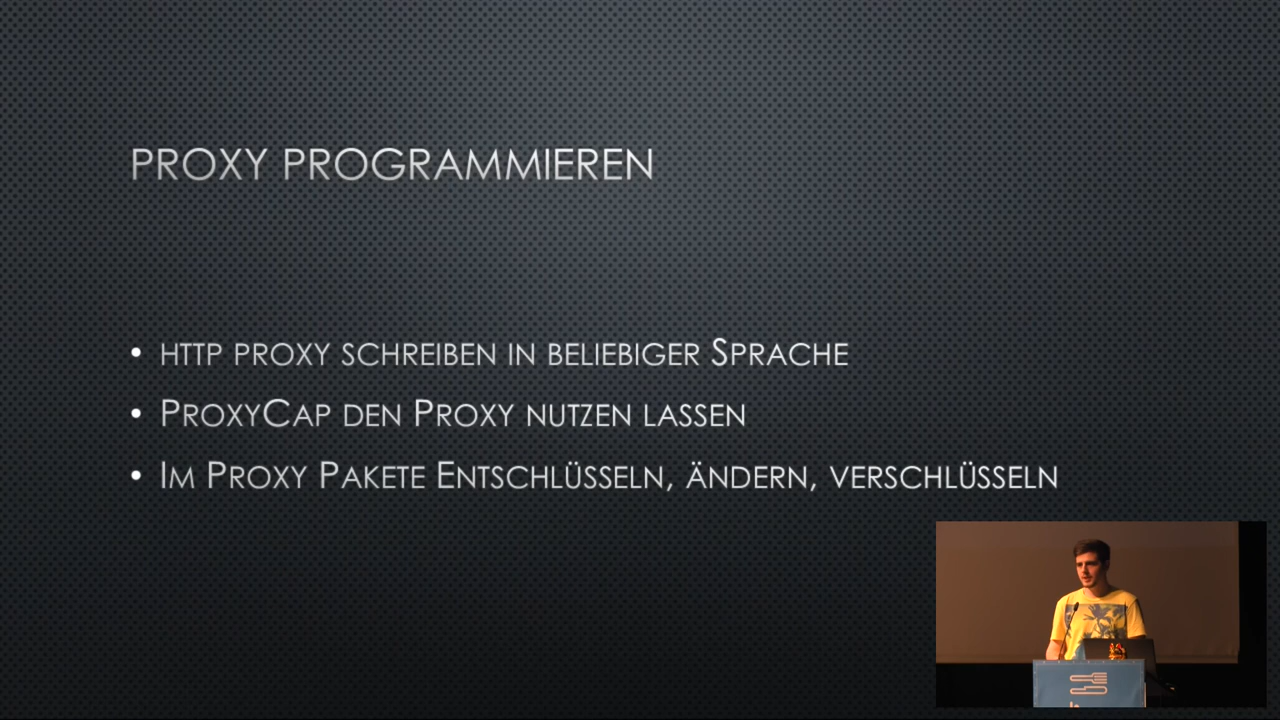 PROXY PROGRAMMIEREN
• HTTP PROXY SCHREIBEN IN BELIEBIGER SPRACHE
• PROXYCAP DEN PROXY NUTZEN LASSEN
• IM PROXY PAKETE ENTSCHLÜSSELN, ÄNDERN, VERSCHLÜSSELN